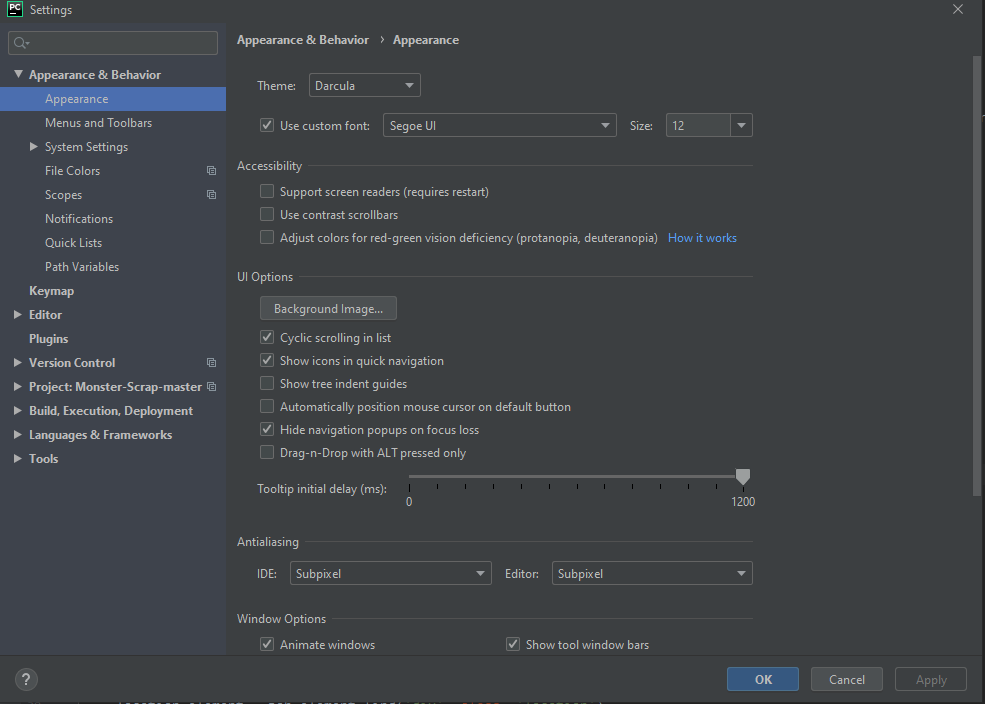 PC Settings
Appearance & Behavior › Appearance
Appearance & Behavior
Appearance
Menus and Toolbars
System Settings
File Colors
Scopes
Notifications
Quick Lists
Path Variables
Keymap
Editor
Plugins
Version Control
Project: Monster-Scrap-master
Build, Execution, Deployment
Languages & Frameworks
Tools
Theme: Darcula
Use custom font: Segoe UI Size: 12
Accessibility
Support screen readers (requires restart)
Use contrast scrollbars
Adjust colors for red-green vision deficiency (protanopia, deuteranopia) How it works
UI Options
Background Image...
Cyclic scrolling in list
Show icons in quick navigation
Show tree indent guides
Automatically position mouse cursor on default button
Hide navigation popups on focus loss
Drag-n-Drop with ALT pressed only
Tooltip initial delay (ms):
0 1200
Antialiasing
IDE: Subpixel Editor: Subpixel
Window Options
Animate windows Show tool window bars
? OK Cancel Apply